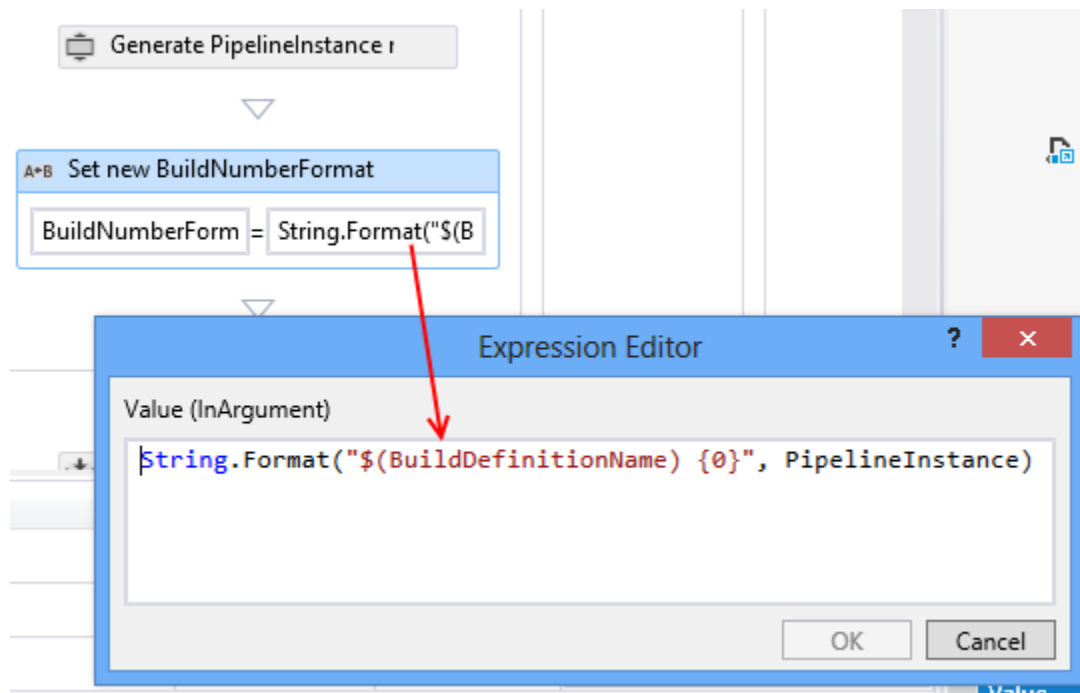 Generate PipelineInstance r
A+B Set new BuildNumberFormat
BuildNumberForm = String.Format("$(B
Expression Editor ? ×
Value (InArgument)
String.Format("$(BuildDefinitionName) {0}", PipelineInstance)
OK Cancel
Value